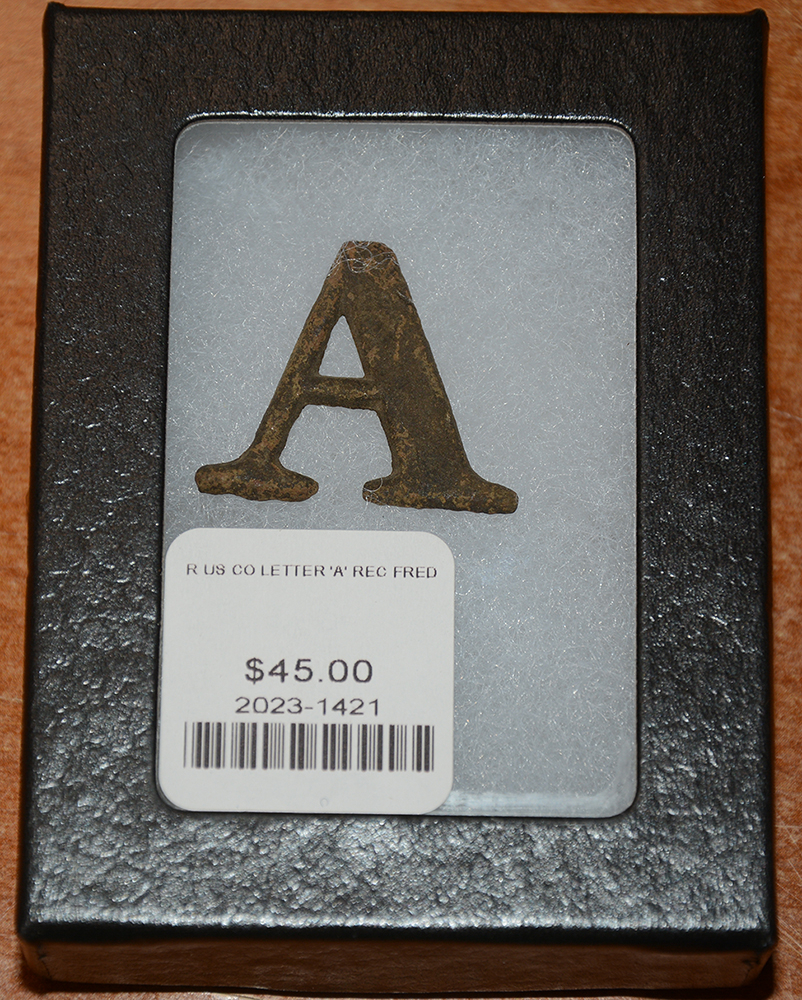 A
R US CO LETTER 'A' REC FRED
$45.00
2023-1421